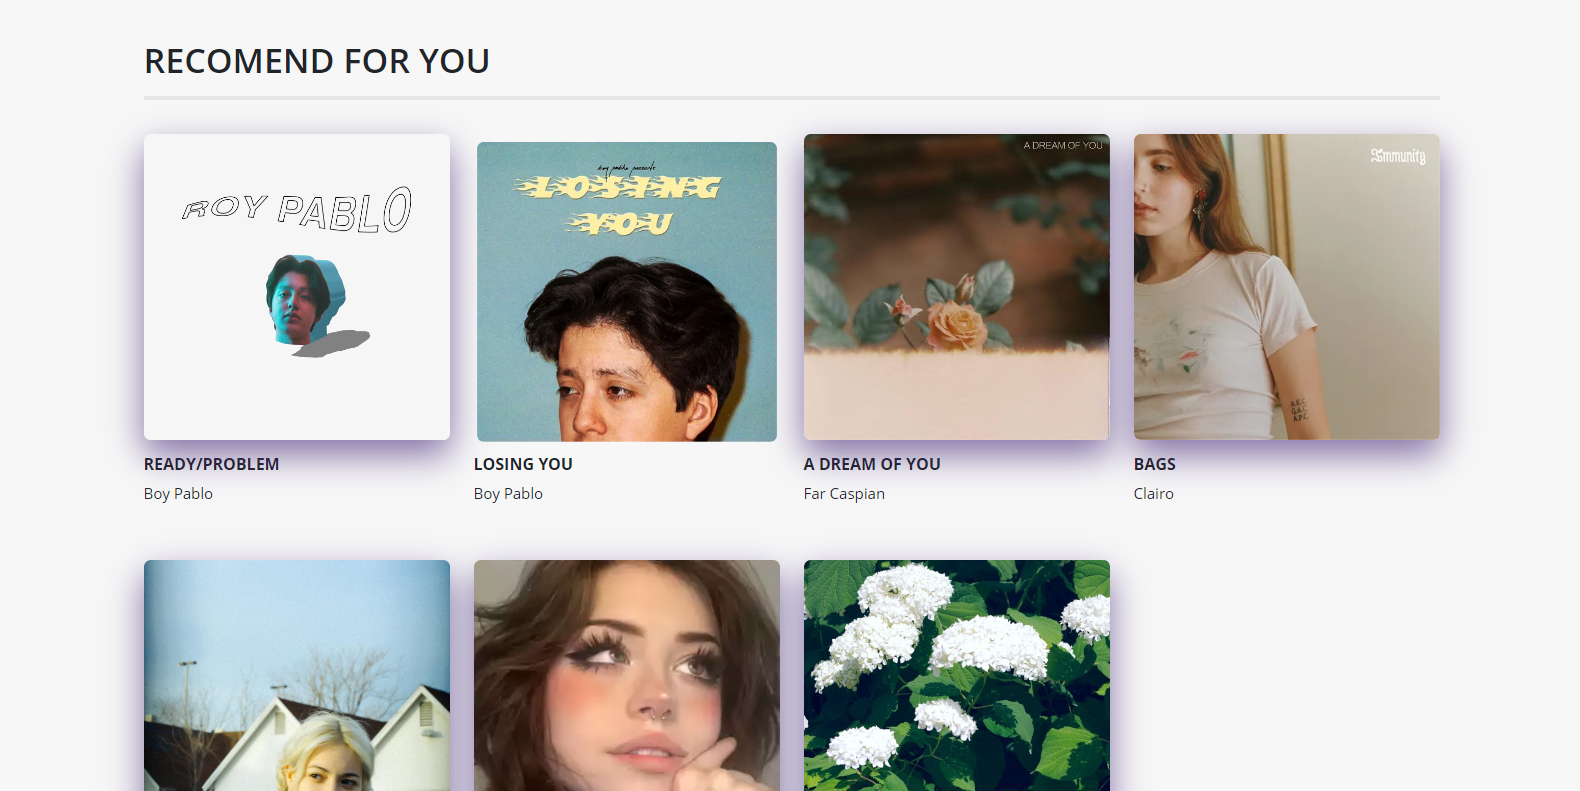 RECOMEND FOR YOU
BOY PABLO
boy pablo presents
LOSING
YOU
A DREAM OF YOU
Immunity
A.E.C.
G.A.C.
A.P.C.
READY/PROBLEM
LOSING YOU
A DREAM OF YOU
BAGS
Boy Pablo
Boy Pablo
Far Caspian
Clairo